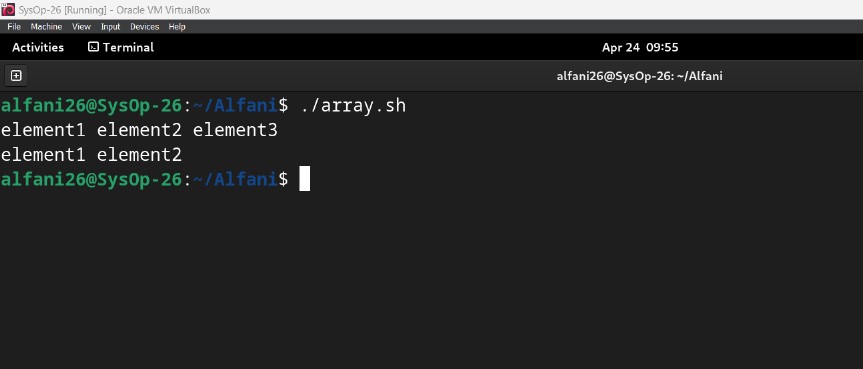 SysOp-26 [Running] - Oracle VM VirtualBox
File Machine View Input Devices Help
Activities Terminal Apr 24 09:55
alfani26@SysOp-26: ~/Alfani
alfani26@SysOp-26:~/Alfani$ ./array.sh
element1 element2 element3
element1 element2
alfani26@SysOp-26:~/Alfani$